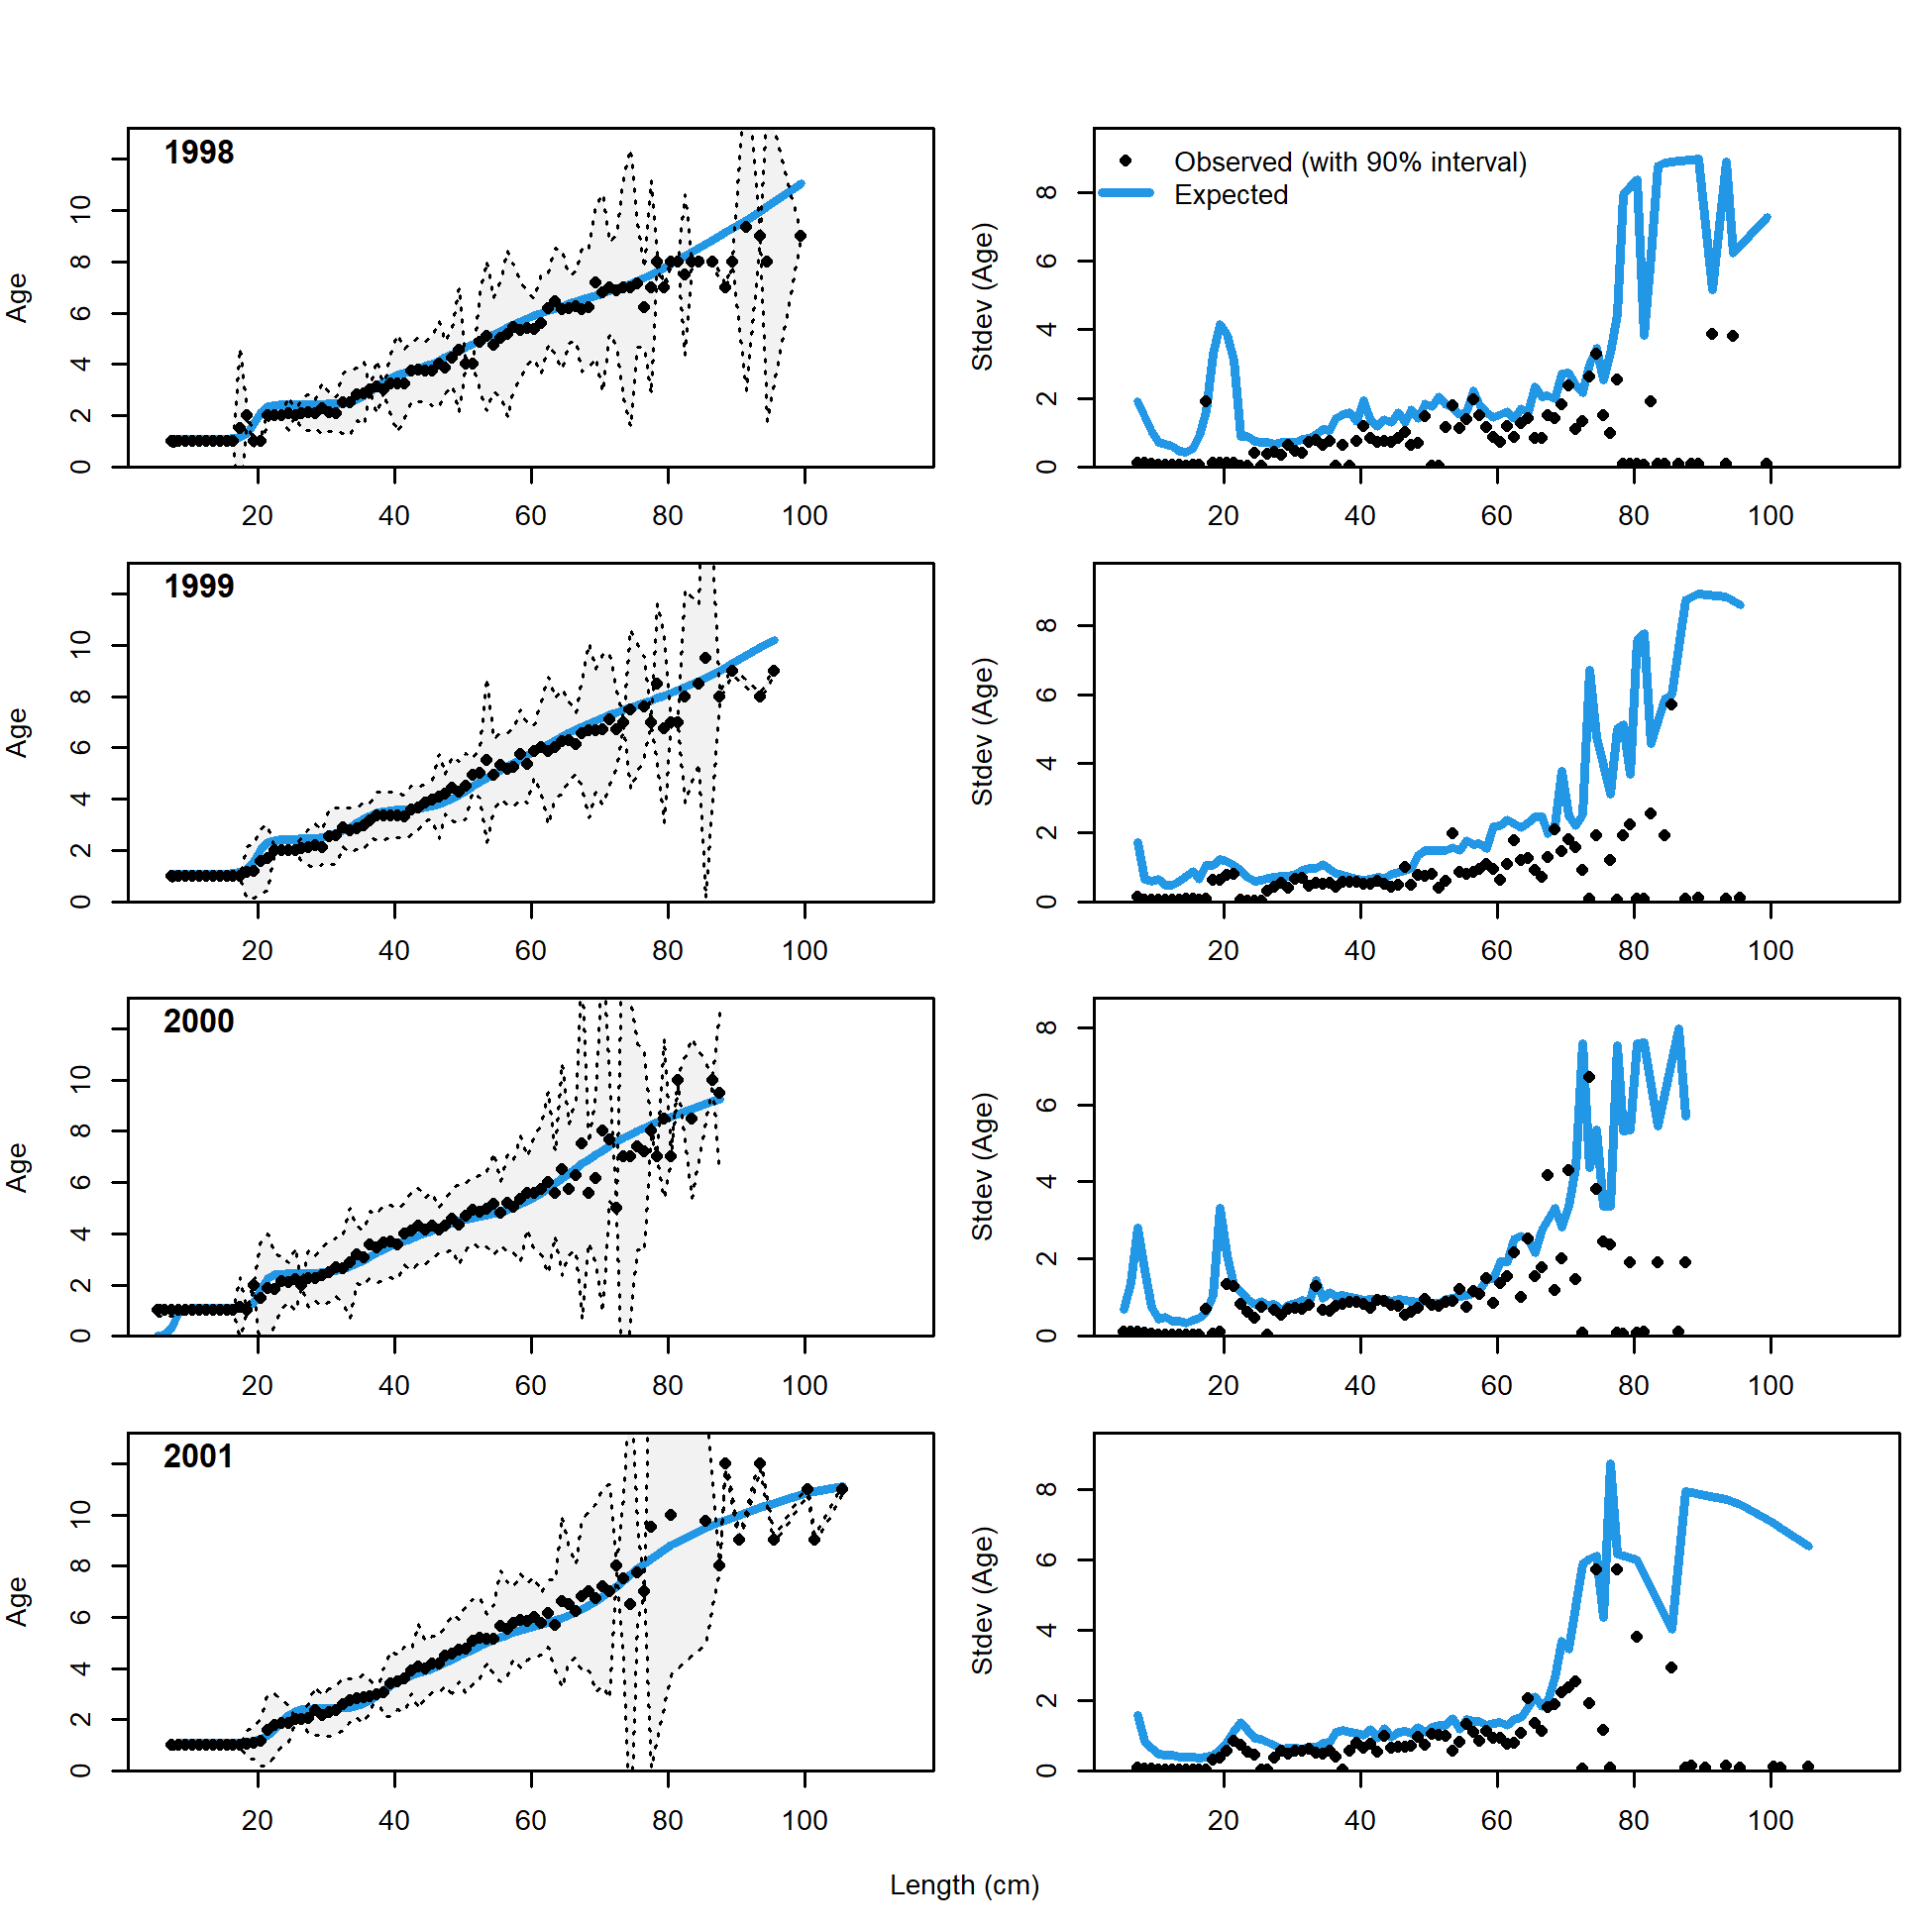 1998
Age
0 2 4 6 8 10
20 40 60 80 100
Observed (with 90% interval)
Expected
Stdev (Age)
0 2 4 6 8
20 40 60 80 100
1999
Age
0 2 4 6 8 10
20 40 60 80 100
Stdev (Age)
0 2 4 6 8
20 40 60 80 100
2000
Age
0 2 4 6 8 10
20 40 60 80 100
Stdev (Age)
0 2 4 6 8
20 40 60 80 100
2001
Age
0 2 4 6 8 10
20 40 60 80 100
Stdev (Age)
0 2 4 6 8
20 40 60 80 100
Length (cm)